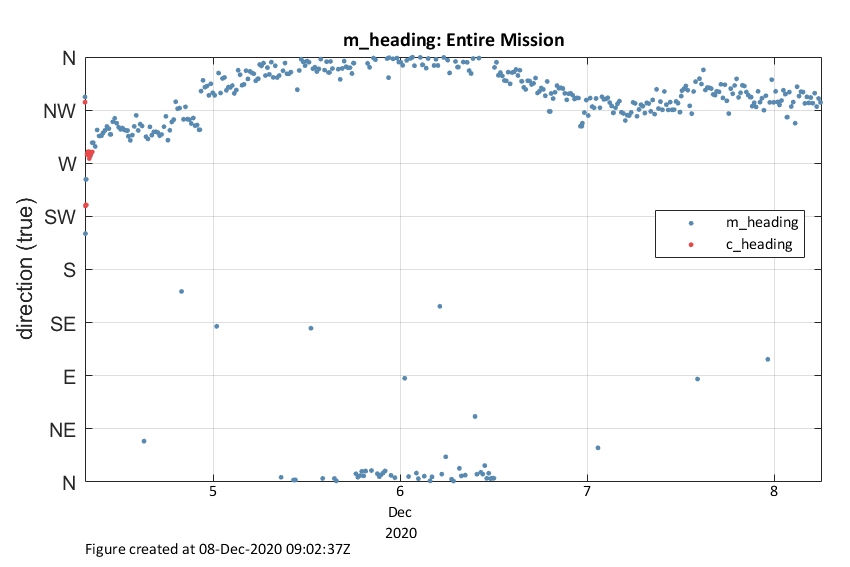 m_heading: Entire Mission
N
NW
W
SW
S
SE
E
NE
N
direction (true)
m_heading
c_heading
5 6 7 8
Dec
2020
Figure created at 08-Dec-2020 09:02:37Z